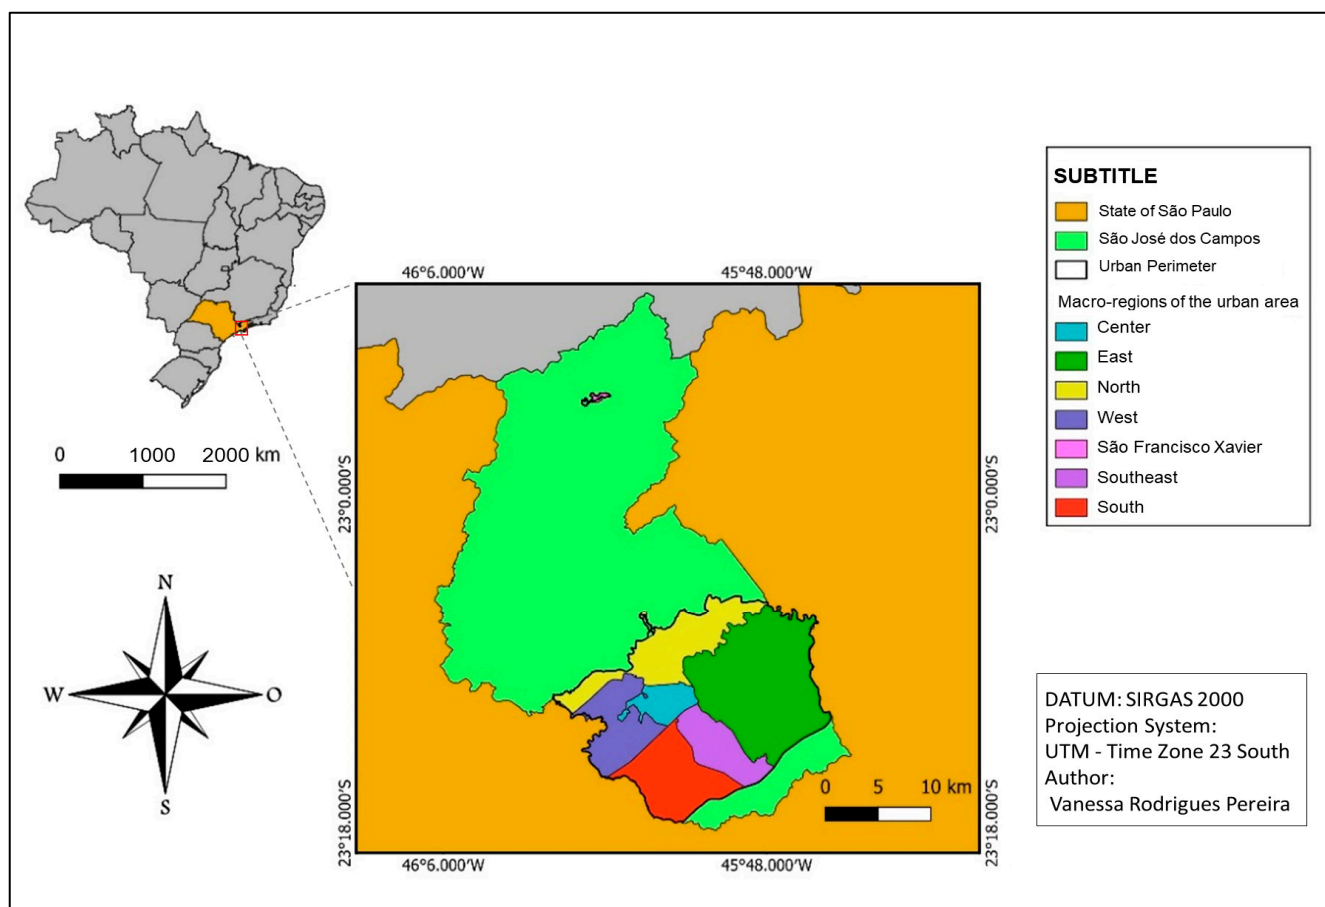 SUBTITLE
State of São Paulo
São José dos Campos
Urban Perimeter
Macro-regions of the urban area
Center
East
North
West
São Francisco Xavier
Southeast
South
46°6.000'W 45°48.000'W
23°0.000'S 23°0.000'S
23°18.000'S 23°18.000'S
46°6.000'W 45°48.000'W
0 1000 2000 km
N
W O
S
0 5 10 km
DATUM: SIRGAS 2000
Projection System:
UTM - Time Zone 23 South
Author:
Vanessa Rodrigues Pereira